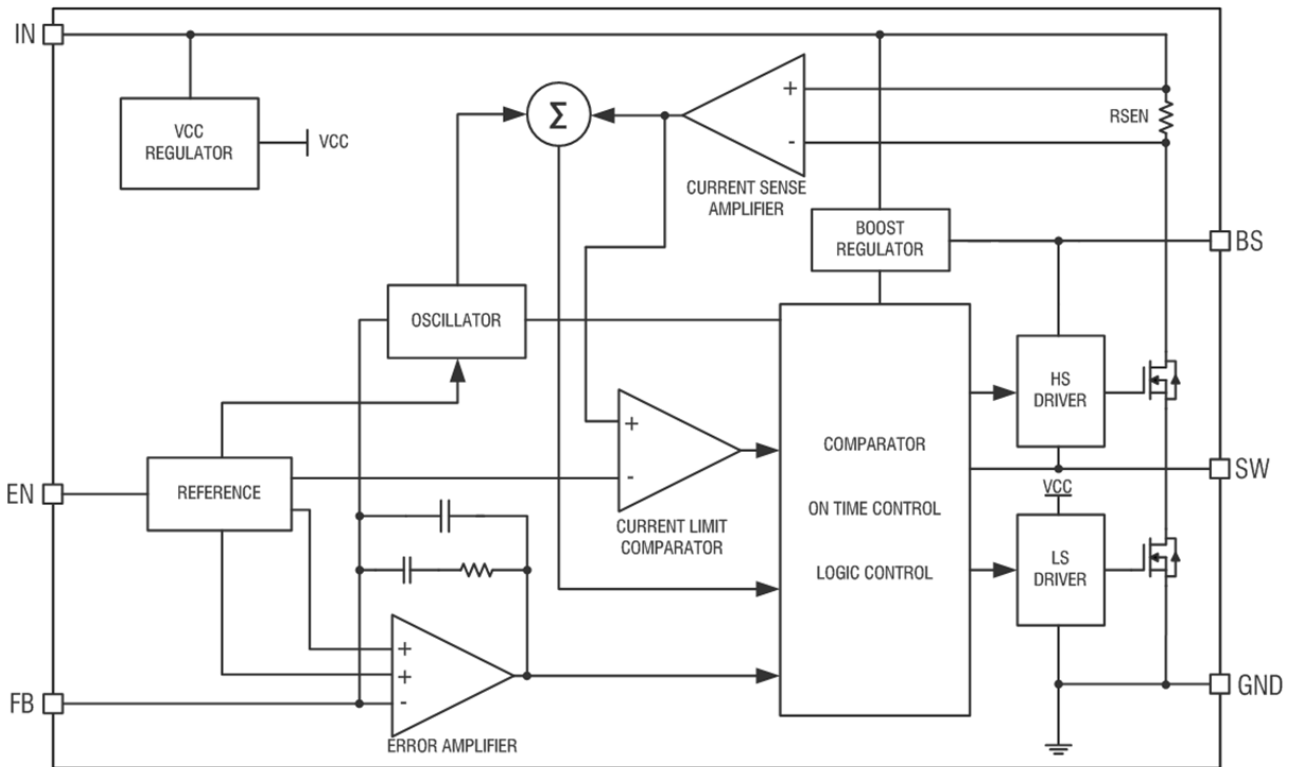 IN
VCC
REGULATOR
VCC
Σ
+
-
CURRENT SENSE
AMPLIFIER
RSEN
BOOST
REGULATOR
BS
OSCILLATOR
HS
DRIVER
+
-
CURRENT LIMIT
COMPARATOR
COMPARATOR
ON TIME CONTROL
LOGIC CONTROL
SW
EN
REFERENCE
VCC
LS
DRIVER
+
+
-
ERROR AMPLIFIER
FB
GND